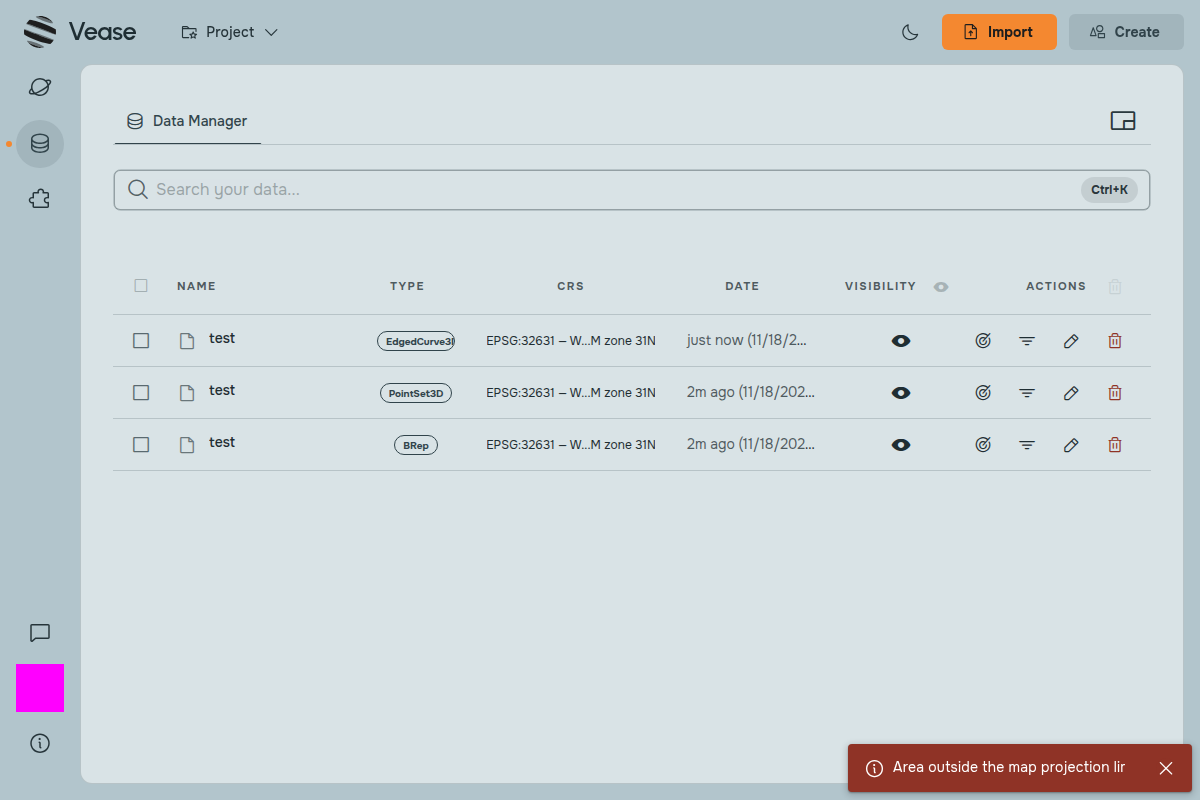 Vease
Project
Import
Create
Data Manager
Search your data...
Ctrl+K
NAME TYPE CRS DATE VISIBILITY ACTIONS
test EdgedCurve3 EPSG:32631 – W...M zone 31N just now (11/18/2...
test PointSet3D EPSG:32631 – W...M zone 31N 2m ago (11/18/202...
test BRep EPSG:32631 – W...M zone 31N 2m ago (11/18/202...
Area outside the map projection lir